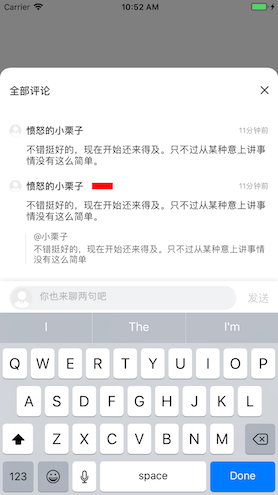 Carrier 10:52 AM
全部评论
愤怒的小栗子 11分钟前
不错挺好的，现在开始还来得及。只不过从某种意上讲事
情没有这么简单。
愤怒的小栗子 11分钟前
不错挺好的，现在开始还来得及。只不过从某种意上讲事
情没有这么简单。
@小栗子
不错挺好的，现在开始还来得及。只不过从某种意上讲事
情没有这么简单
你也来聊两句吧 发送
I The I'm
Q W E R T Y U I O P
A S D F G H J K L
Z X C V B N M
123 space Done